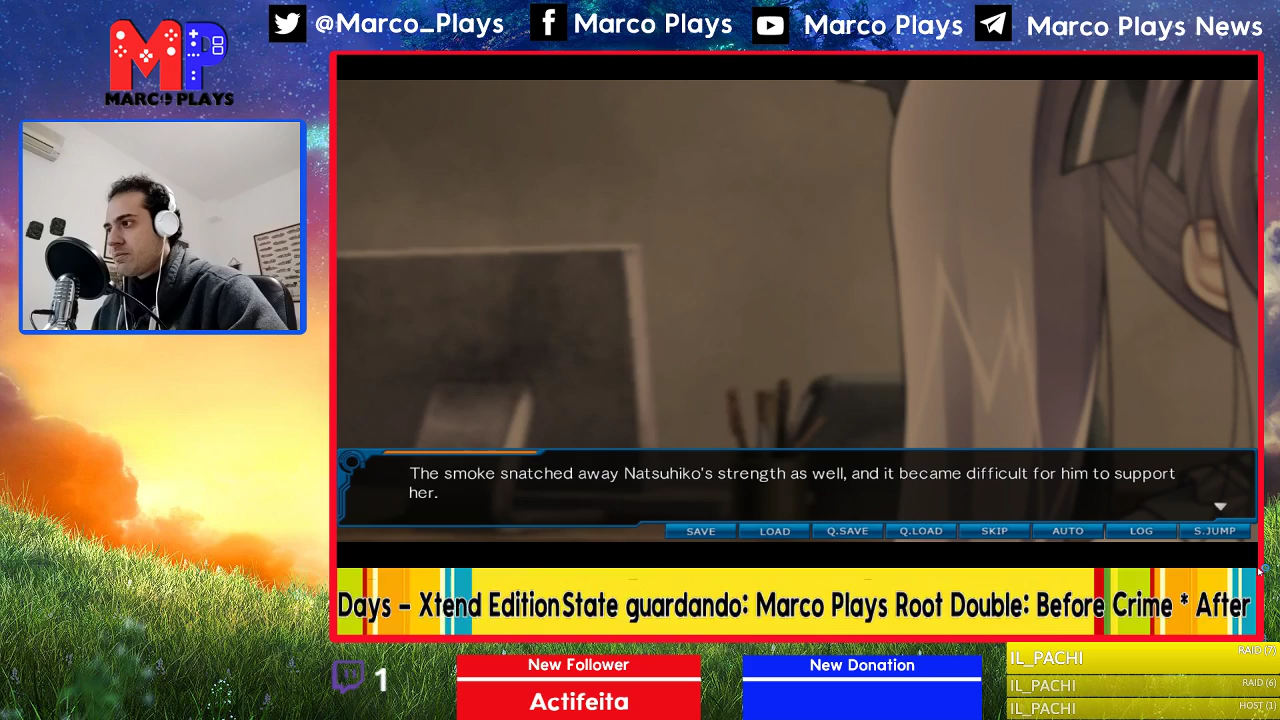 @Marco_Plays
Marco Plays
Marco Plays
Marco Plays News
MP
MARCO PLAYS
The smoke snatched away Natsuhiko's strength as well, and it became difficult for him to support
her.
SAVE
LOAD
Q.SAVE
Q.LOAD
SKIP
AUTO
LOG
S.JUMP
Days - Xtend EditionState guardando: Marco Plays Root Double: Before Crime * After
1
New Follower
Actifeita
New Donation
IL_PACHI
RAID (7)
IL_PACHI
RAID (6)
IL_PACHI
HOST (1)